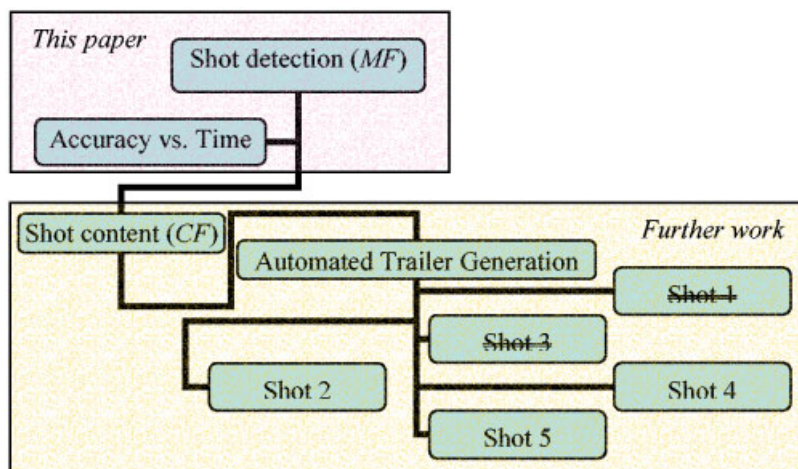 This paper
Shot detection (MF)
Accuracy vs. Time
Shot content (CF)
Further work
Automated Trailer Generation
Shot 1
Shot 3
Shot 2
Shot 4
Shot 5